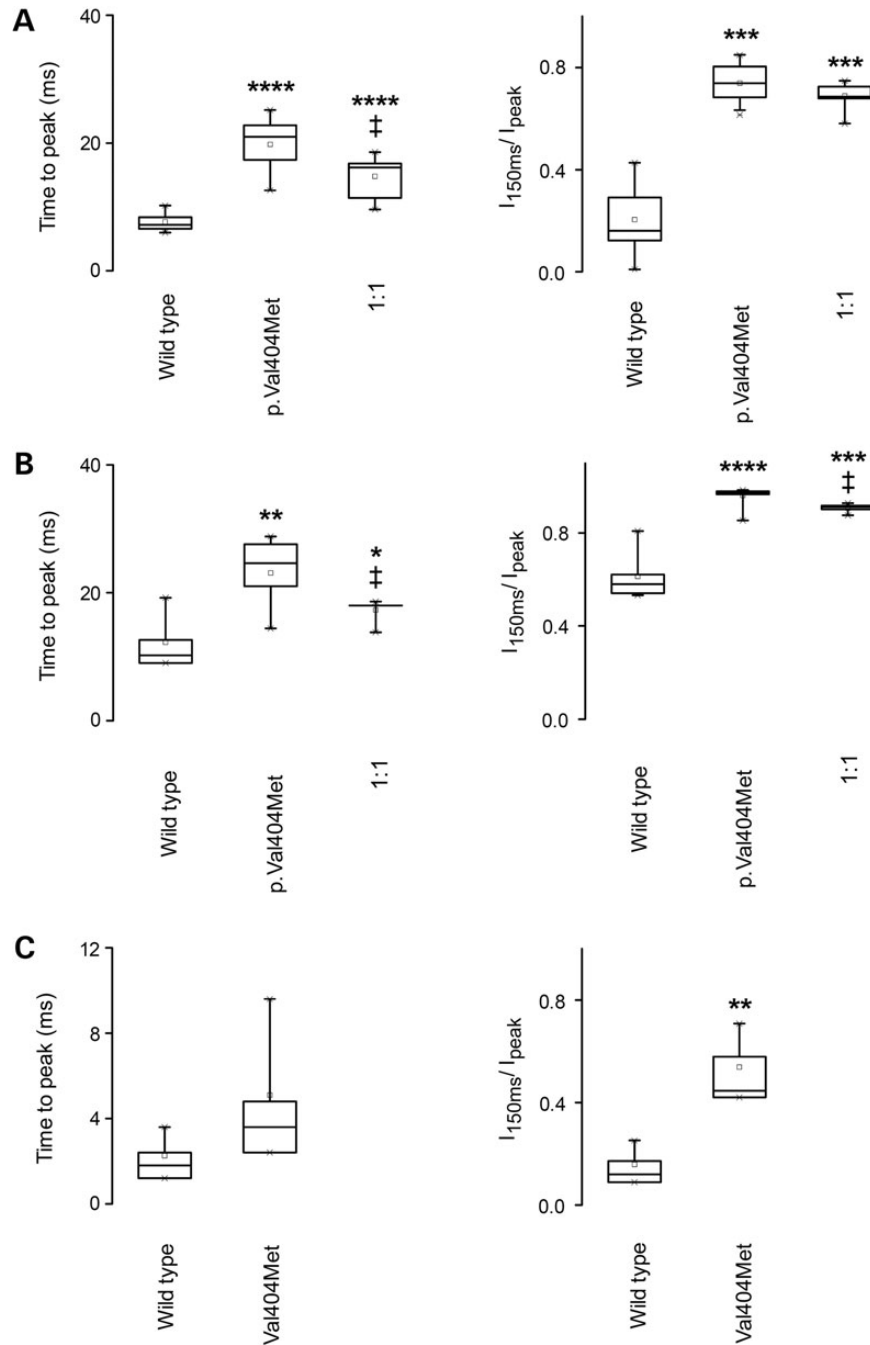 A
Time to peak (ms)
40
20
0
****
****
‡
Wild type
p.Val404Met
1:1
I150ms/ Ipeak
0.8
0.4
0.0
***
***
Wild type
p.Val404Met
1:1
B
Time to peak (ms)
40
20
0
**
*
‡
Wild type
p.Val404Met
1:1
I150ms/ Ipeak
0.8
0.4
0.0
****
***
‡
Wild type
p.Val404Met
1:1
C
Time to peak (ms)
12
8
4
0
Wild type
Val404Met
I150ms/ Ipeak
0.8
0.4
0.0
**
Wild type
Val404Met